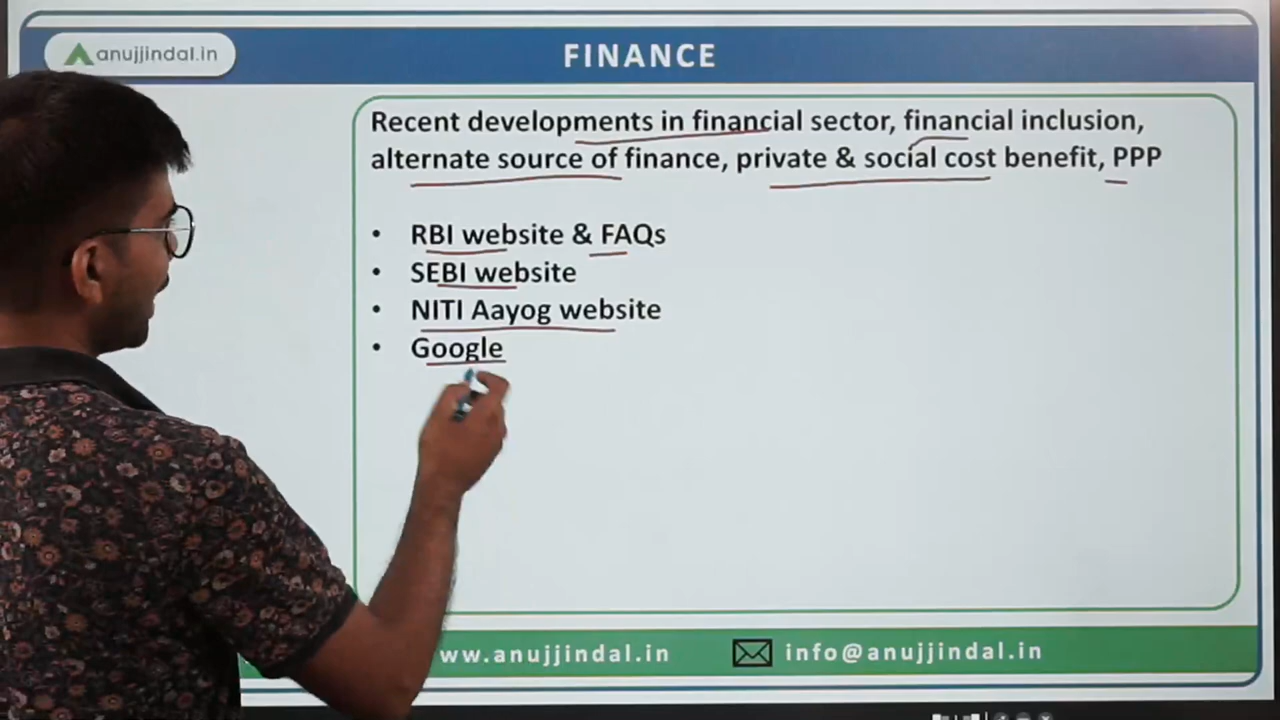 anujjindal.in
FINANCE
Recent developments in financial sector, financial inclusion,
alternate source of finance, private & social cost benefit, PPP
• RBI website & FAQs
• SEBI website
• NITI Aayog website
• Google
ww.anujjindal.in
info@anujjindal.in